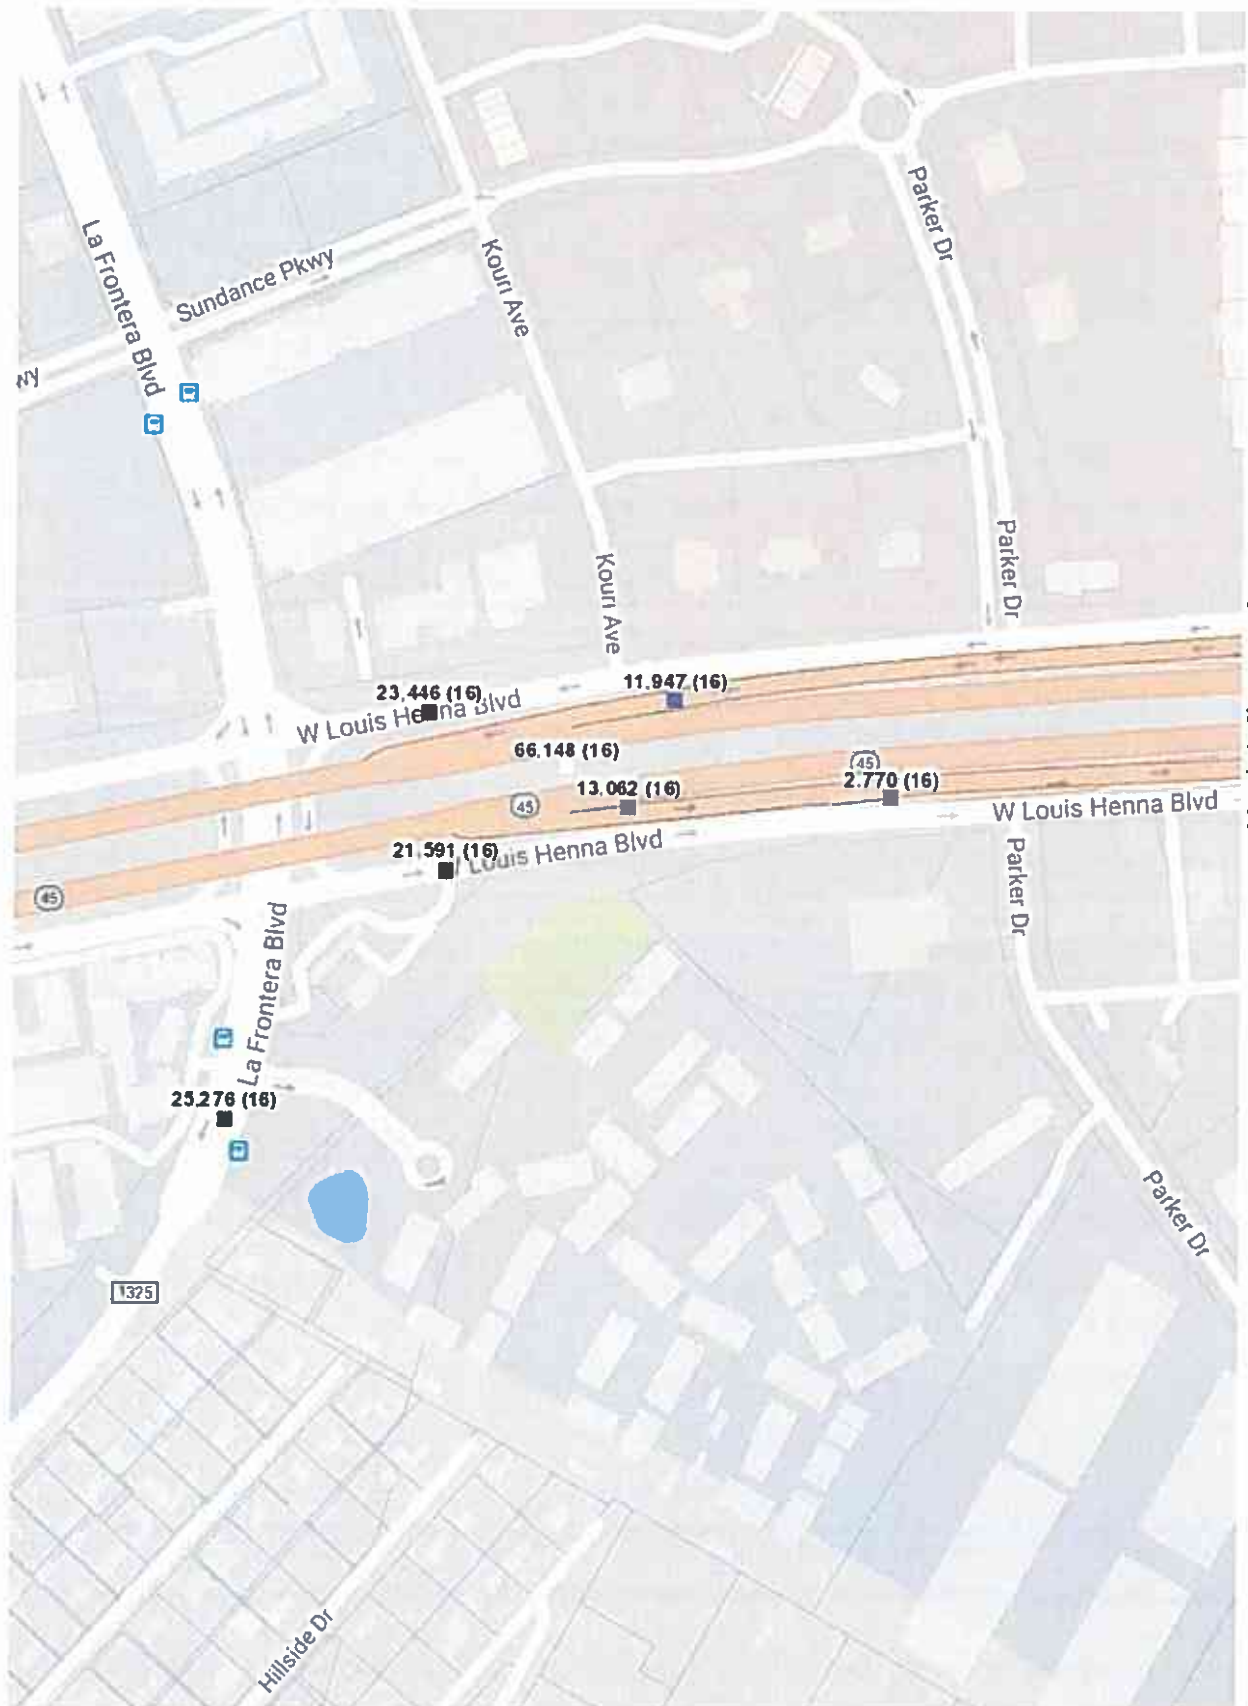 Parker Dr
La Frontera Blvd
Sundance Pkwy
Kouri Ave
wy
Parker Dr
Kouri Ave
23,446 (16)
11,947 (16)
W Louis Henna Blvd
66,148 (16)
45
13,062 (16)
2,770 (16)
45
W Louis Henna Blvd
21,591 (16)
W Louis Henna Blvd
Parker Dr
45
La Frontera Blvd
25,276 (16)
Parker Dr
1325
Hillside Dr